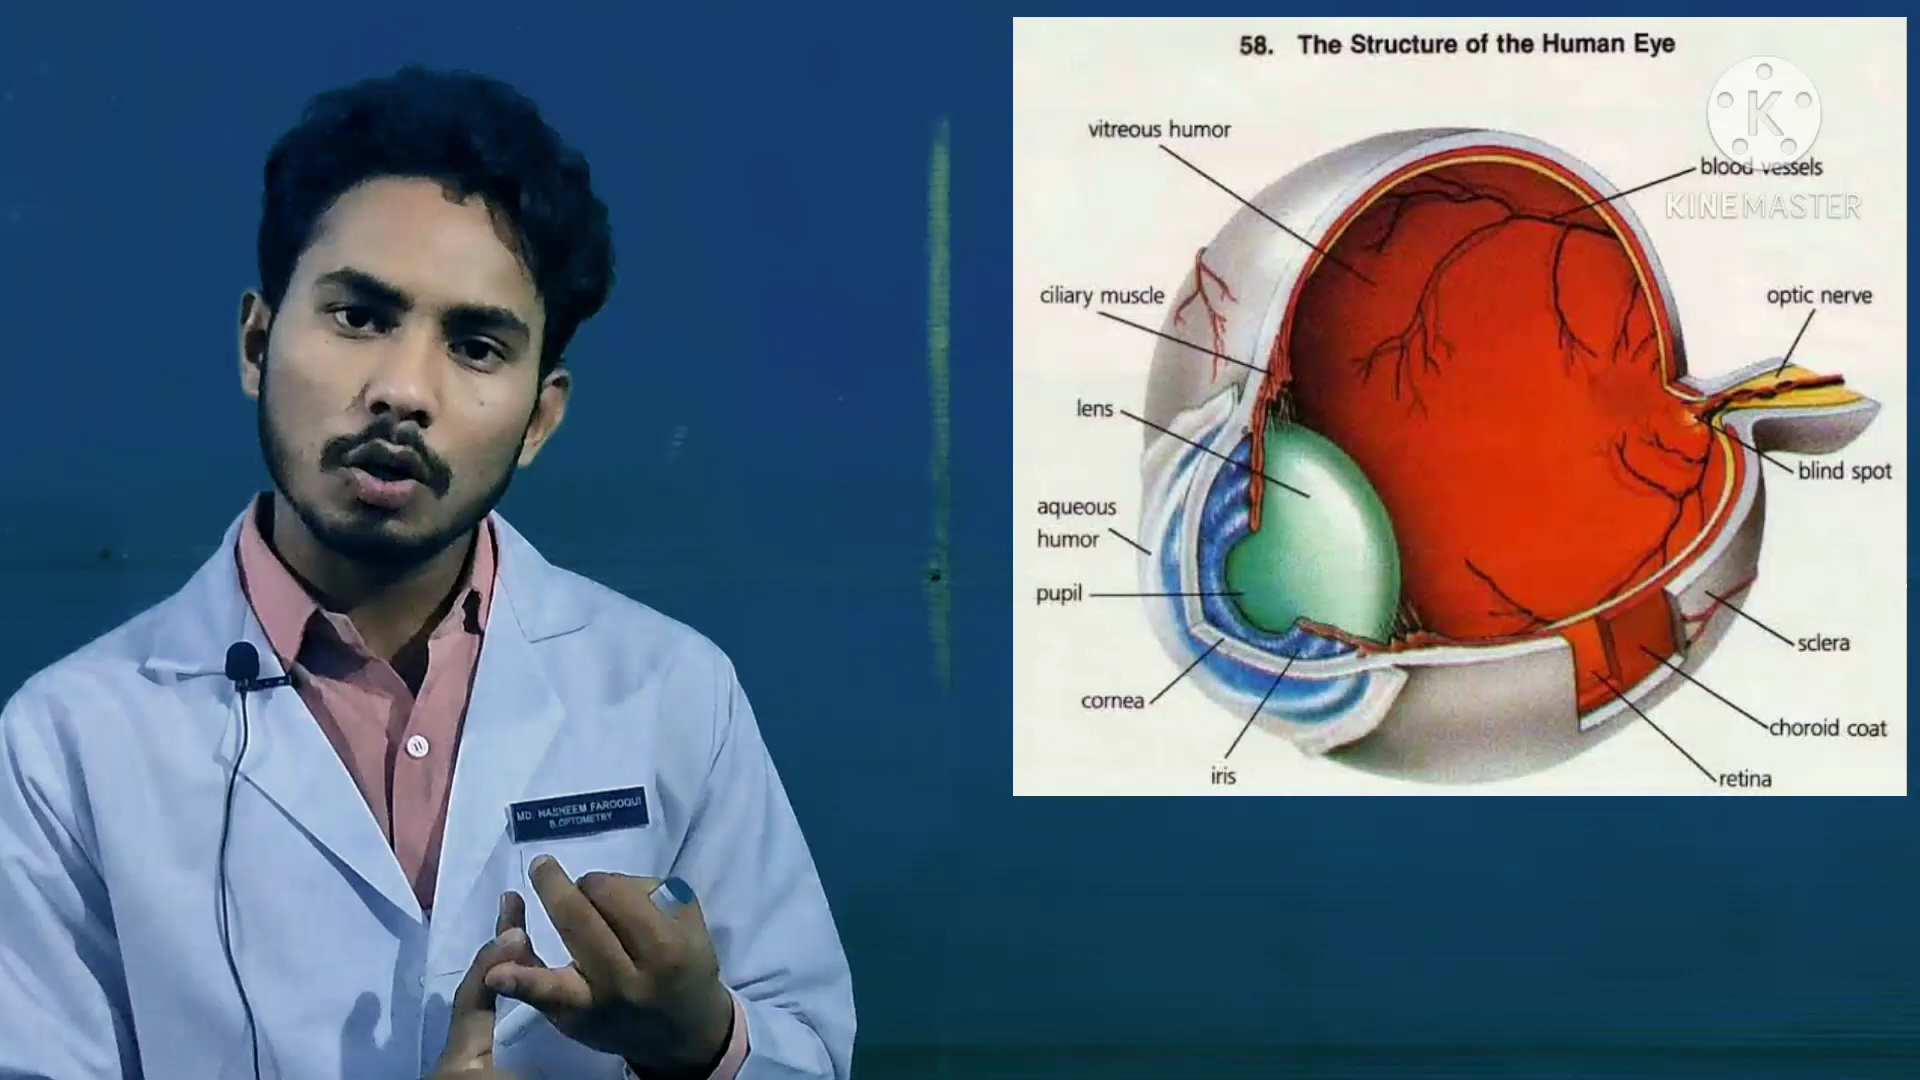 58. The Structure of the Human Eye
K
KINEMASTER
vitreous humor
blood vessels
ciliary muscle
optic nerve
lens
blind spot
aqueous
humor
pupil
sclera
cornea
choroid coat
iris
retina
MD. HASHEEM FAROOQUI
B.OPTOMETRY